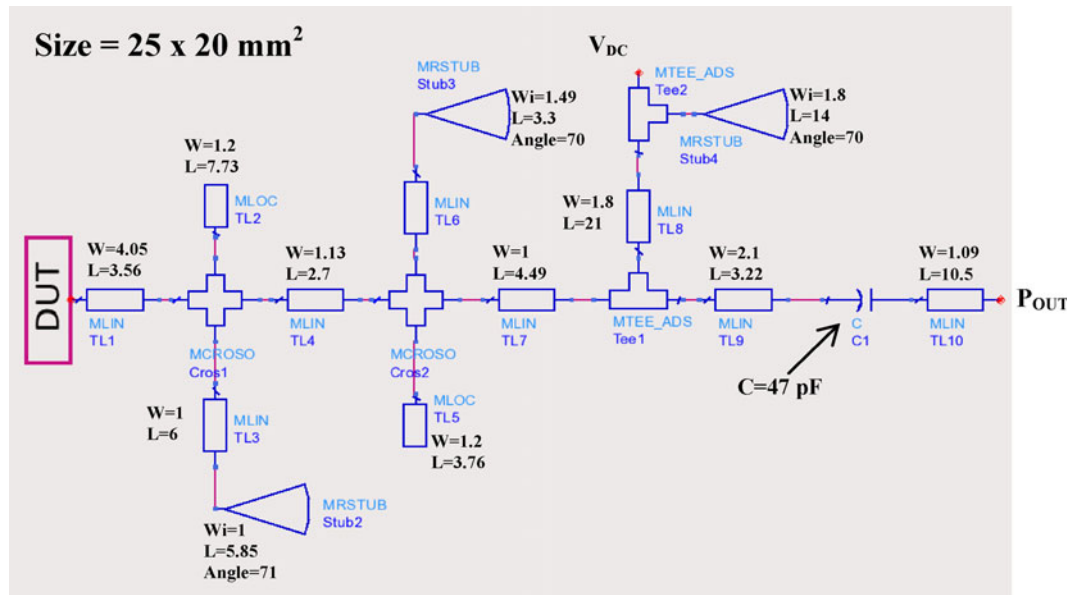 Size = 25 x 20 mm²
V_DC
MRSTUB
Stub3
Wi=1.49
L=3.3
Angle=70
MTEE_ADS
Tee2
Wi=1.8
L=14
Angle=70
MRSTUB
Stub4
W=1.2
L=7.73
MLOC
TL2
MLIN
TL6
W=1.8
L=21
MLIN
TL8
DUT
W=4.05
L=3.56
MLIN
TL1
MCROSO
Cros1
W=1.13
L=2.7
MLIN
TL4
MCROSO
Cros2
W=1
L=4.49
MLIN
TL7
MTEE_ADS
Tee1
W=2.1
L=3.22
MLIN
TL9
C
C1
C=47 pF
W=1.09
L=10.5
MLIN
TL10
P_OUT
W=1
L=6
MLIN
TL3
MLOC
TL5
W=1.2
L=3.76
MRSTUB
Stub2
Wi=1
L=5.85
Angle=71